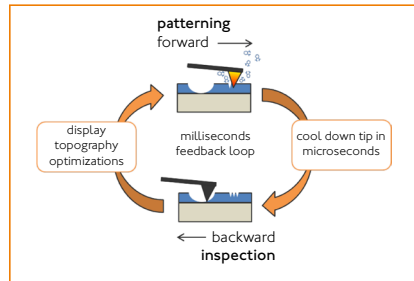 patterning
forward
display
topography
optimizations
milliseconds
feedback loop
cool down tip in
microseconds
backward
inspection